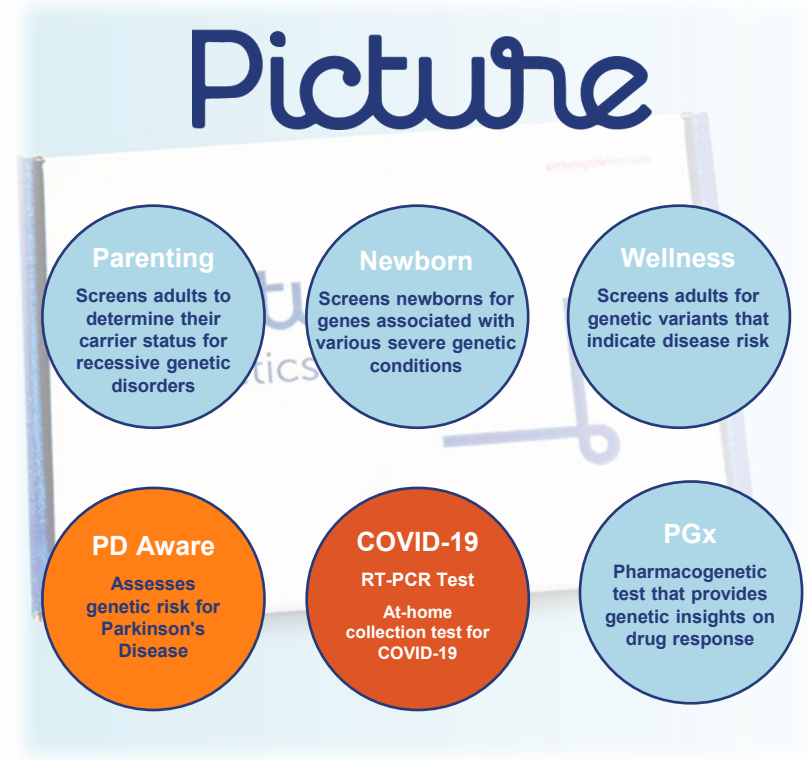 Picture
picturegenetics.com
Parenting
Screens adults to
determine their
carrier status for
recessive genetic
disorders
Newborn
Screens newborns for
genes associated with
various severe genetic
conditions
Wellness
Screens adults for
genetic variants that
indicate disease risk
PD Aware
Assesses
genetic risk for
Parkinson's
Disease
COVID-19
RT-PCR Test
At-home
collection test for
COVID-19
PGx
Pharmacogenetic
test that provides
genetic insights on
drug response